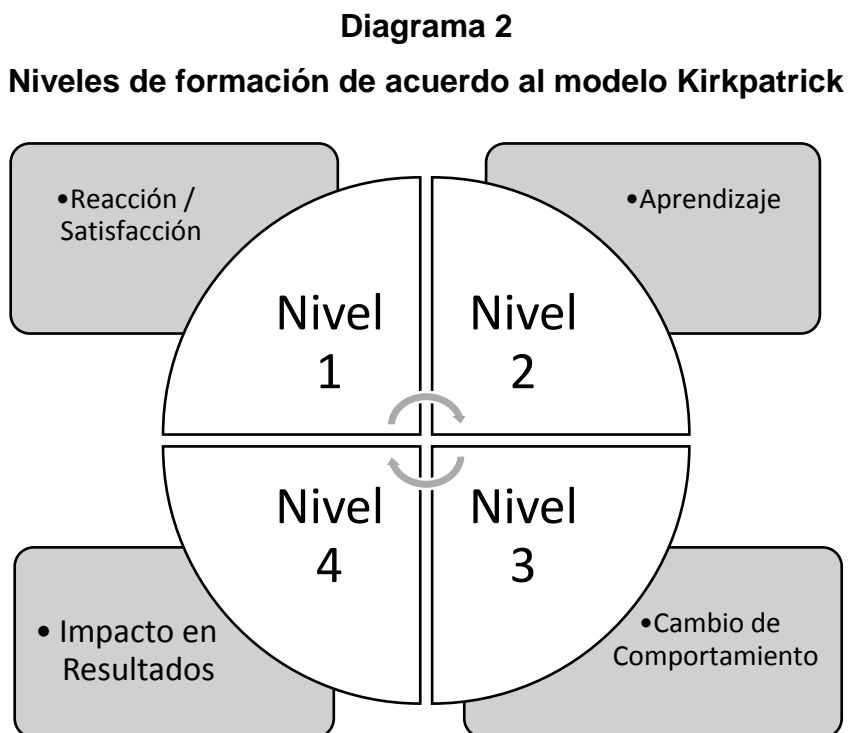 Diagrama 2
Niveles de formación de acuerdo al modelo Kirkpatrick
•Reacción /
Satisfacción
•Aprendizaje
Nivel
1
Nivel
2
Nivel
4
Nivel
3
• Impacto en
Resultados
•Cambio de
Comportamiento